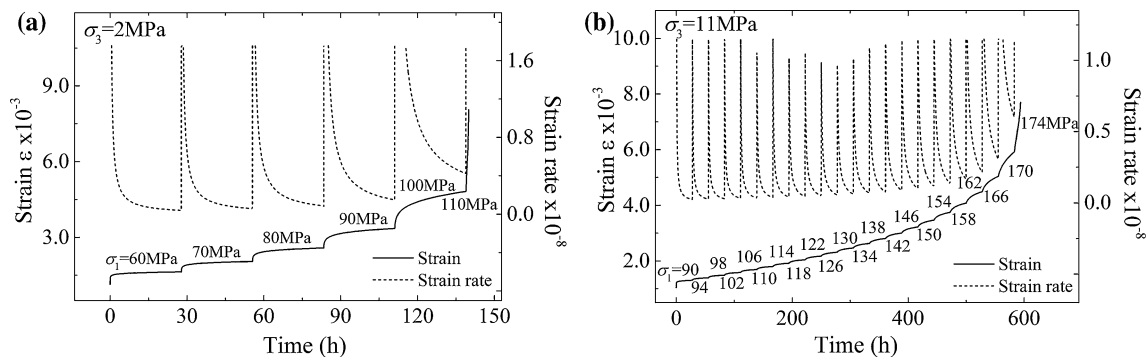 (a)
σ3=2MPa
9.0
6.0
3.0
Strain ε x10-3
1.6
0.8
0.0
Strain rate x10-8
σ1=60MPa
70MPa
80MPa
90MPa
100MPa
110MPa
Strain
Strain rate
0 30 60 90 120 150
Time (h)
(b)
σ3=11MPa
10.0
8.0
6.0
4.0
2.0
Strain ε x10-3
1.0
0.5
0.0
Strain rate x10-8
σ1=90 98 106 114 122 130 138 146 154 162
94 102 110 118 126 134 142 150 158 166 170
174MPa
Strain
Strain rate
0 200 400 600
Time (h)